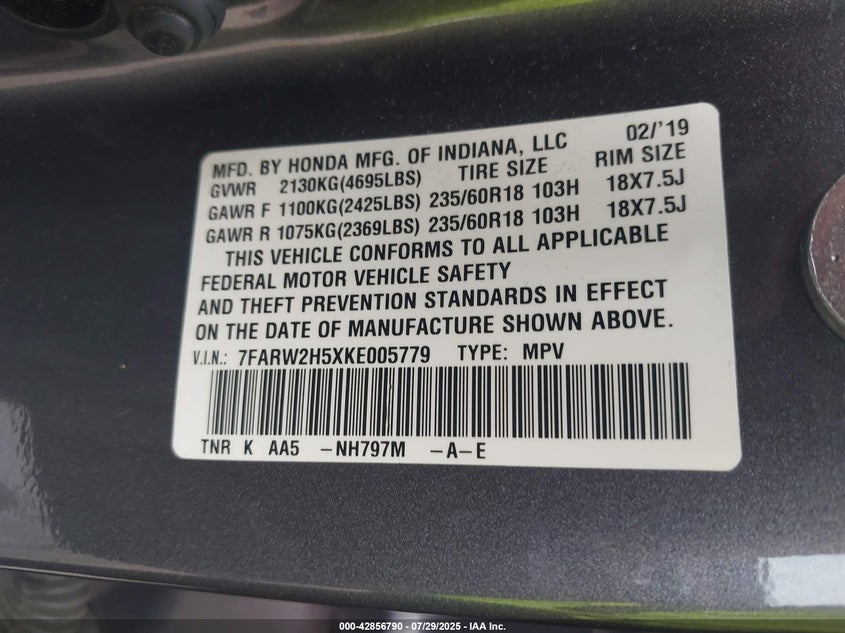 MFD. BY HONDA MFG. OF INDIANA, LLC 02/'19
GVWR 2130KG(4695LBS) TIRE SIZE RIM SIZE
GAWR F 1100KG(2425LBS) 235/60R18 103H 18X7.5J
GAWR R 1075KG(2369LBS) 235/60R18 103H 18X7.5J
THIS VEHICLE CONFORMS TO ALL APPLICABLE
FEDERAL MOTOR VEHICLE SAFETY
AND THEFT PREVENTION STANDARDS IN EFFECT
ON THE DATE OF MANUFACTURE SHOWN ABOVE.
V.I.N.: 7FARW2H5XKE005779 TYPE: MPV
TNR K AA5 -NH797M -A-E
000-42856790 - 07/29/2025 - IAA Inc.